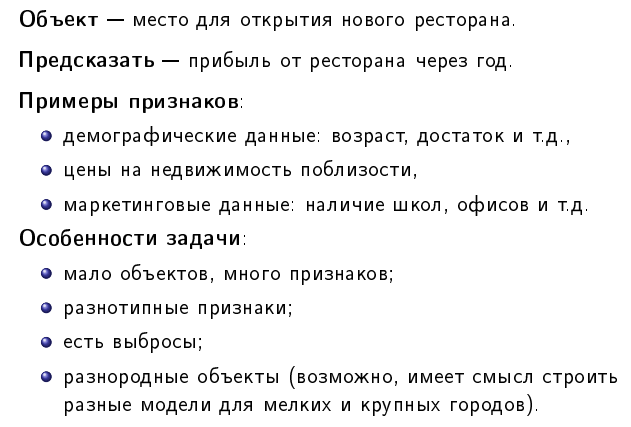 Объект — место для открытия нового ресторана.
Предсказать — прибыль от ресторана через год.
Примеры признаков:
демографические данные: возраст, достаток и т.д.,
цены на недвижимость поблизости,
маркетинговые данные: наличие школ, офисов и т.д.
Особенности задачи:
мало объектов, много признаков;
разнотипные признаки;
есть выбросы;
разнородные объекты (возможно, имеет смысл строить
разные модели для мелких и крупных городов).